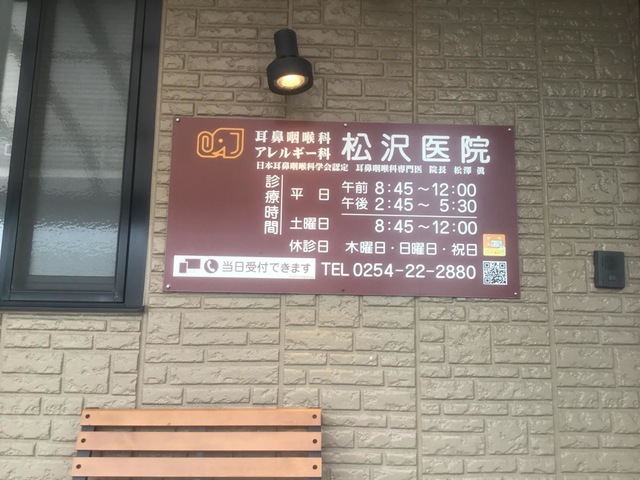 耳鼻咽喉科
アレルギー科
松沢医院
日本耳鼻咽喉科学会認定 耳鼻咽喉科専門医 院長 松澤 眞
診療時間
平日 午前 8:45~12:00
午後 2:45~ 5:30
土曜日 8:45~12:00
休診日 木曜日・日曜日・祝日
当日受付できます TEL 0254-22-2880